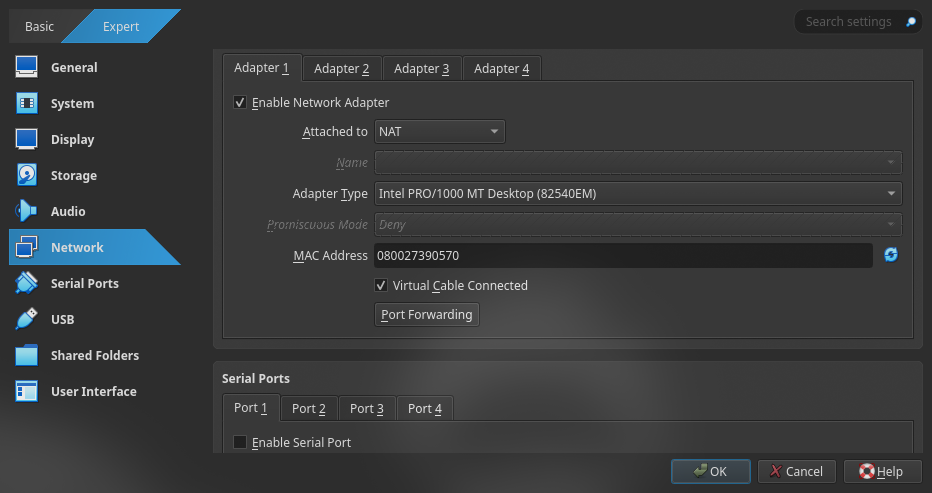 Basic Expert Search settings
General
System
Display
Storage
Audio
Network
Serial Ports
USB
Shared Folders
User Interface
Adapter 1 Adapter 2 Adapter 3 Adapter 4
Enable Network Adapter
Attached to NAT
Name
Adapter Type Intel PRO/1000 MT Desktop (82540EM)
Promiscuous Mode Deny
MAC Address 080027390570
Virtual Cable Connected
Port Forwarding
Serial Ports
Port 1 Port 2 Port 3 Port 4
Enable Serial Port
OK Cancel Help